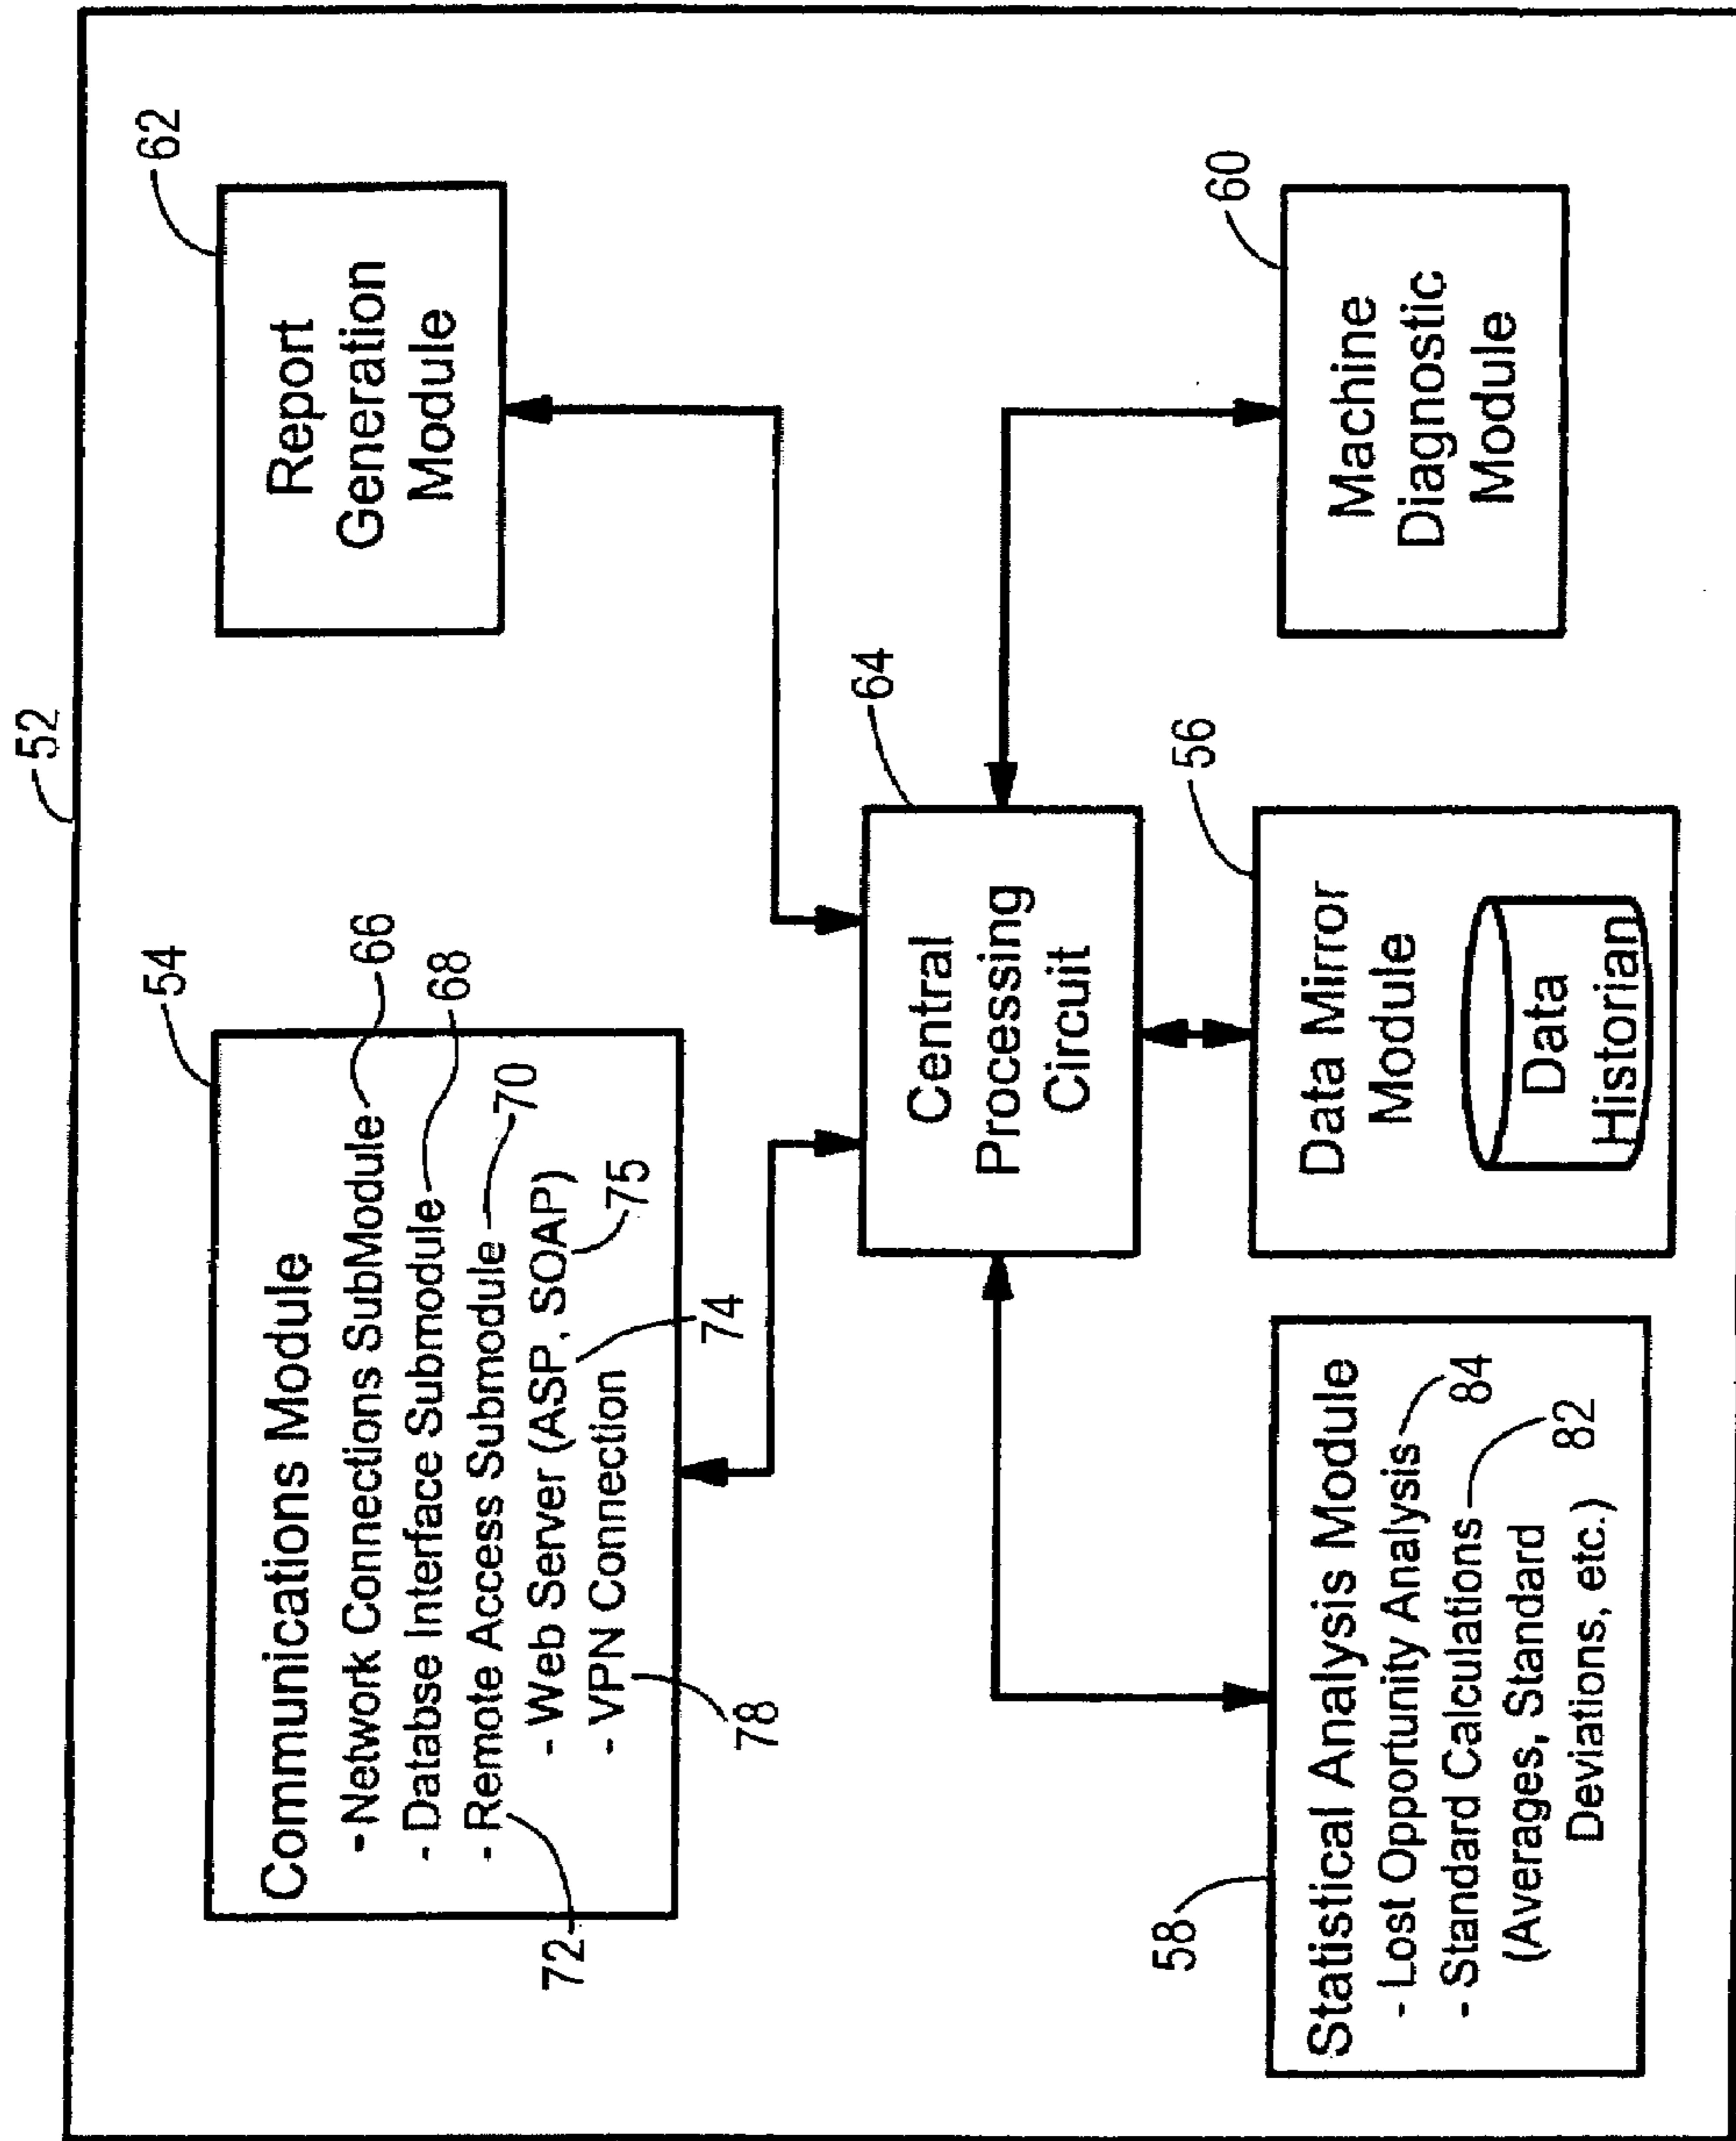 52
54
Communications Module
- Network Connections SubModule
66
- Databse Interface Submodule
68
- Remote Access Submodule
70
72
- Web Server (ASP, SOAP)
75
74
- VPN Connection
78
62
Report
Generation
Module
64
Central
Processing
Circuit
58
Statistical Analysis Module
- Lost Opportunity Analysis
84
- Standard Calculations
82
(Averages, Standard
Deviations, etc.)
56
Data Mirror
Module
Data
Historian
60
Machine
Diagnostic
Module